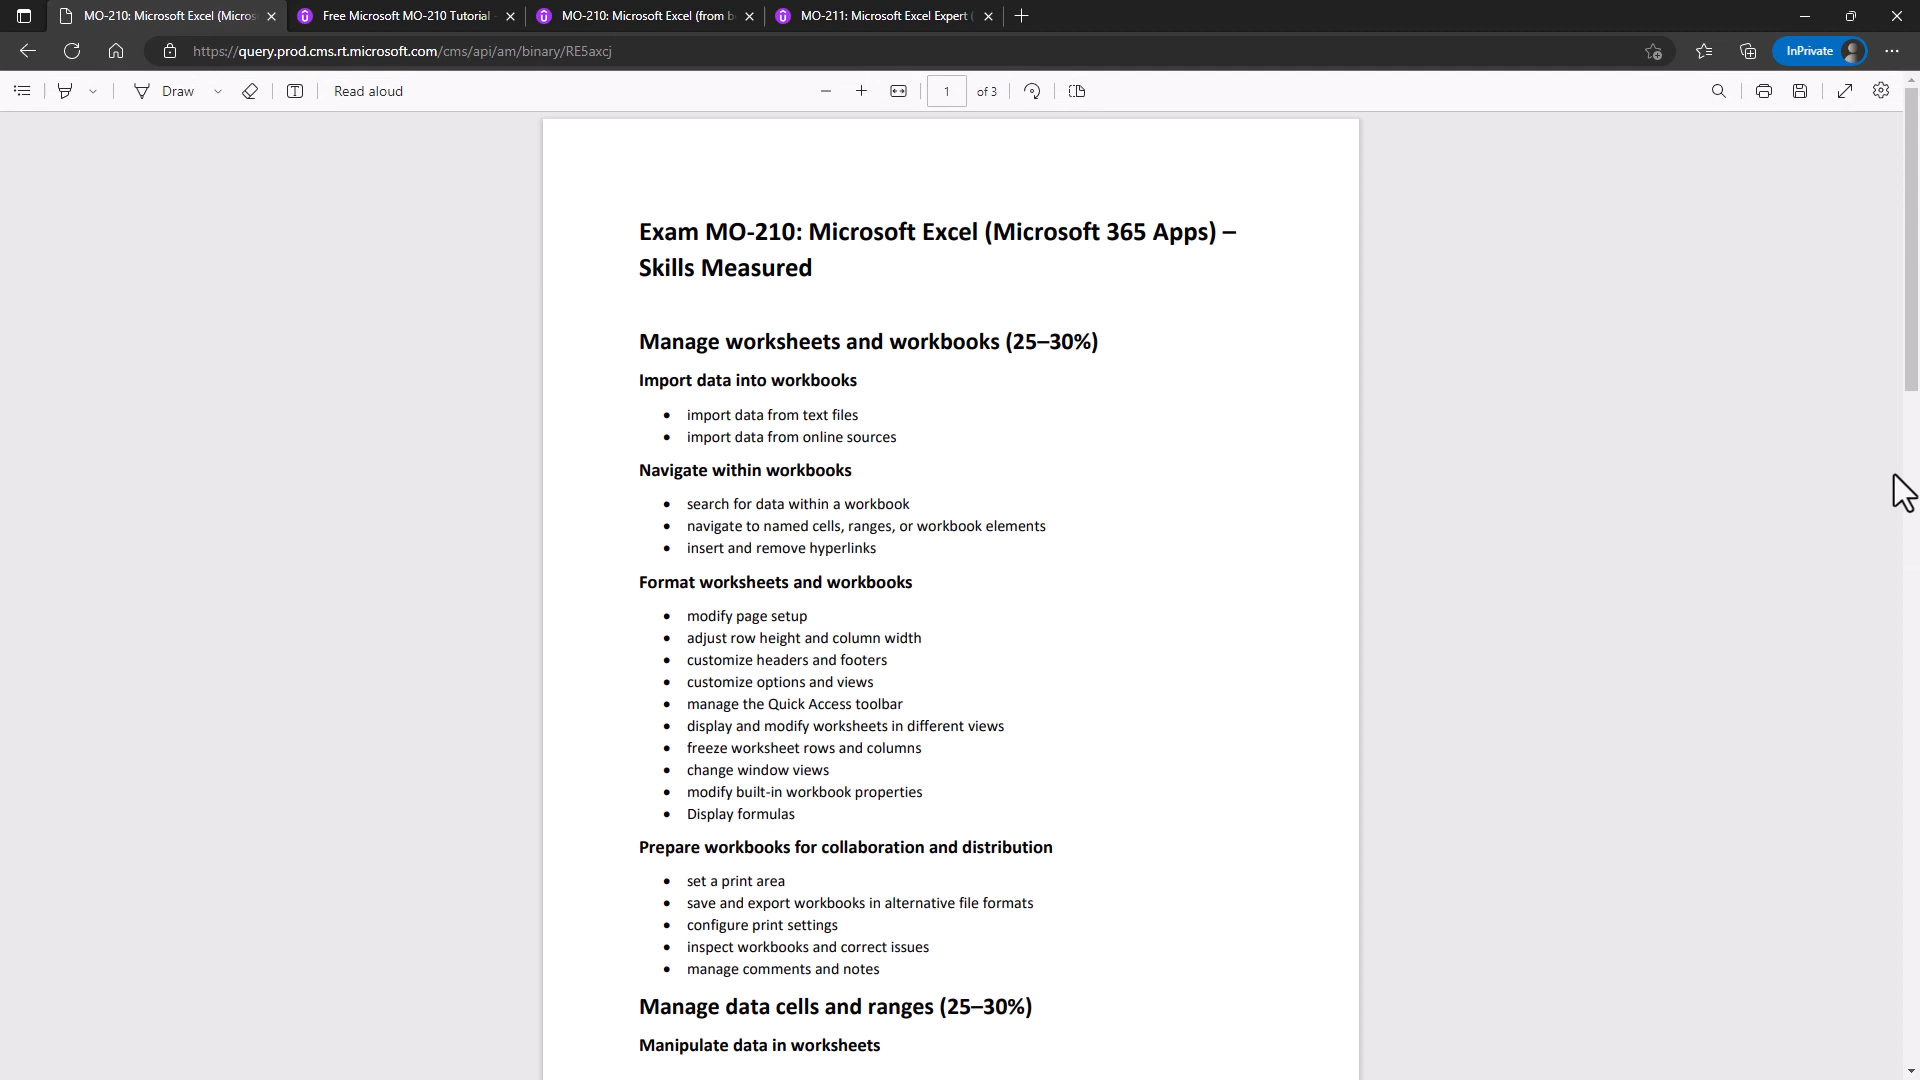 MO-210: Microsoft Excel (Micros
Free Microsoft MO-210 Tutorial
MO-210: Microsoft Excel (from b
MO-211: Microsoft Excel Expert (
https://query.prod.cms.rt.microsoft.com/cms/api/am/binary/RE5axcj
InPrivate
Draw
Read aloud
1 of 3
Exam MO-210: Microsoft Excel (Microsoft 365 Apps) –
Skills Measured
Manage worksheets and workbooks (25–30%)
Import data into workbooks
• import data from text files
• import data from online sources
Navigate within workbooks
• search for data within a workbook
• navigate to named cells, ranges, or workbook elements
• insert and remove hyperlinks
Format worksheets and workbooks
• modify page setup
• adjust row height and column width
• customize headers and footers
• customize options and views
• manage the Quick Access toolbar
• display and modify worksheets in different views
• freeze worksheet rows and columns
• change window views
• modify built-in workbook properties
• Display formulas
Prepare workbooks for collaboration and distribution
• set a print area
• save and export workbooks in alternative file formats
• configure print settings
• inspect workbooks and correct issues
• manage comments and notes
Manage data cells and ranges (25–30%)
Manipulate data in worksheets